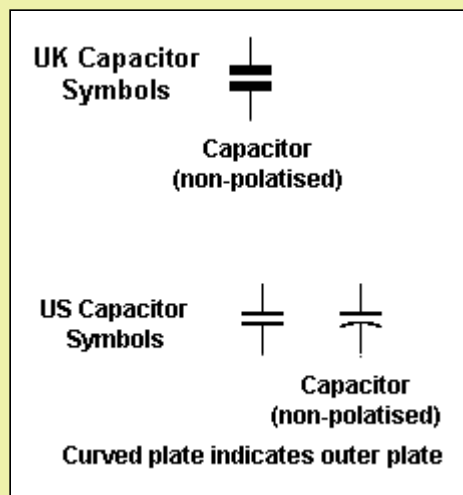 UK Capacitor
Symbols
Capacitor
(non-polatised)
US Capacitor
Symbols
Capacitor
(non-polatised)
Curved plate indicates outer plate